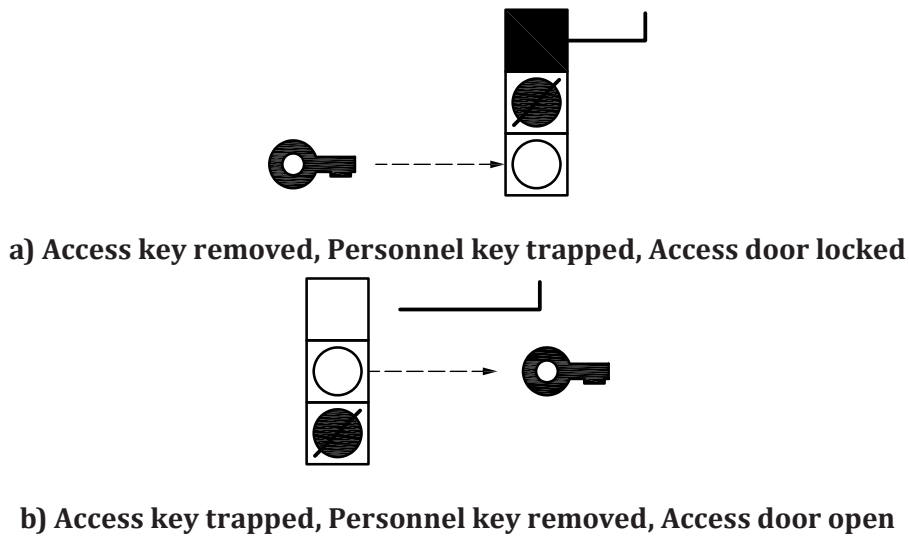 a) Access key removed, Personnel key trapped, Access door locked
b) Access key trapped, Personnel key removed, Access door open